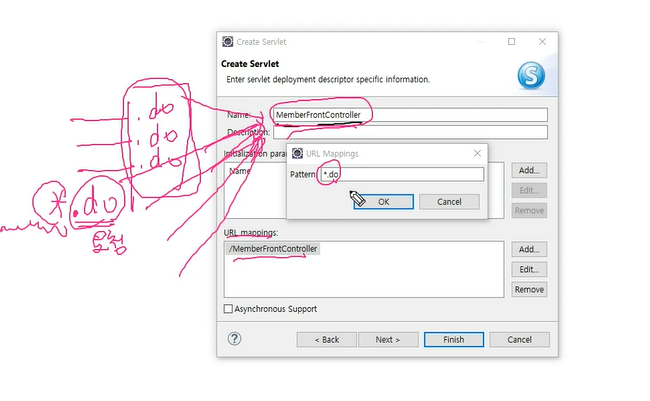 Create Servlet
Create Servlet
Enter servlet deployment descriptor specific information.
S
Name:
MemberFrontController
Description:
Initialization para
Name
Add...
Edit...
Remove
URL Mappings
Pattern
*.do
OK
Cancel
URL mappings:
/MemberFrontController
Add...
Edit...
Remove
Asynchronous Support
?
< Back
Next >
Finish
Cancel
.do
.do
.do
*.do
요청